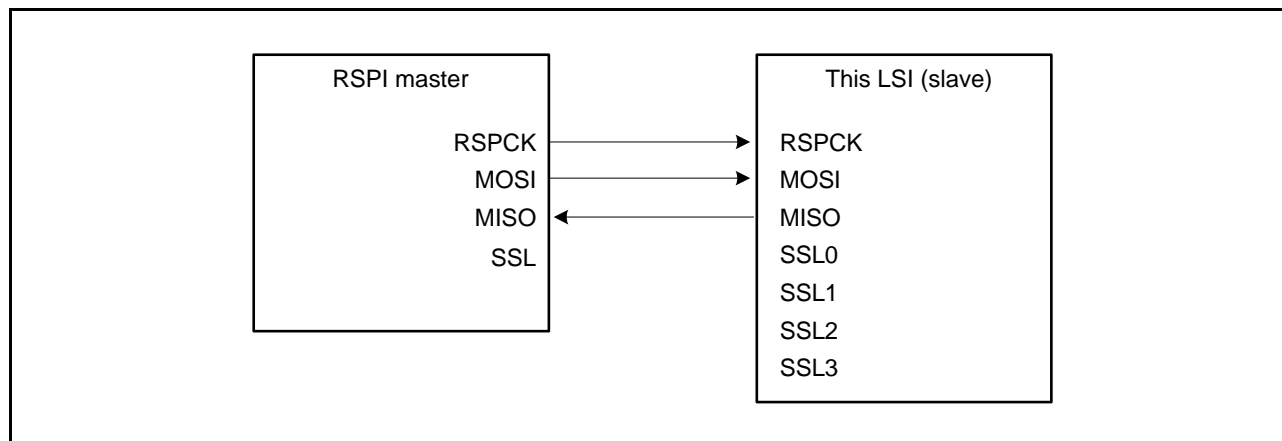 RSPI master
RSPCK
MOSI
MISO
SSL
This LSI (slave)
RSPCK
MOSI
MISO
SSL0
SSL1
SSL2
SSL3